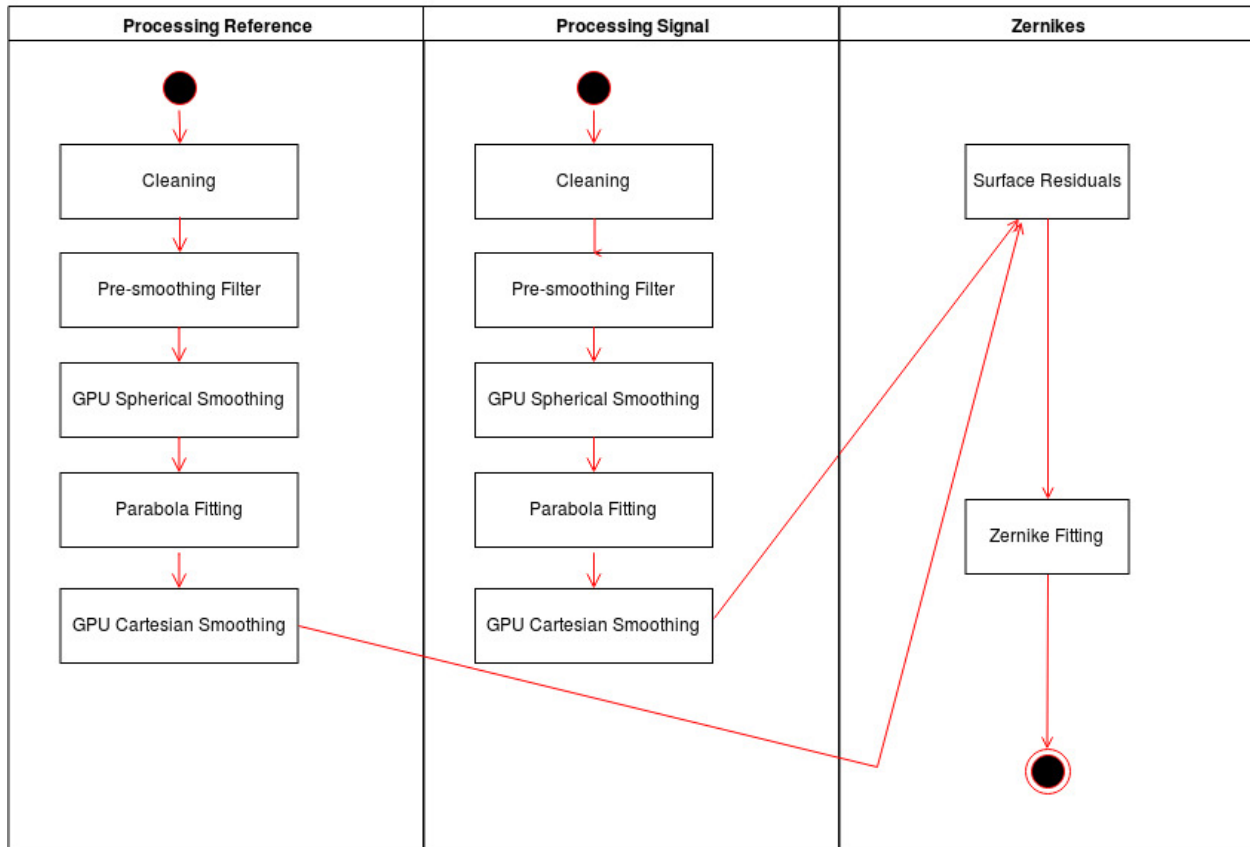 Processing Reference
Processing Signal
Zernikes
Cleaning
Pre-smoothing Filter
GPU Spherical Smoothing
Parabola Fitting
GPU Cartesian Smoothing
Cleaning
Pre-smoothing Filter
GPU Spherical Smoothing
Parabola Fitting
GPU Cartesian Smoothing
Surface Residuals
Zernike Fitting